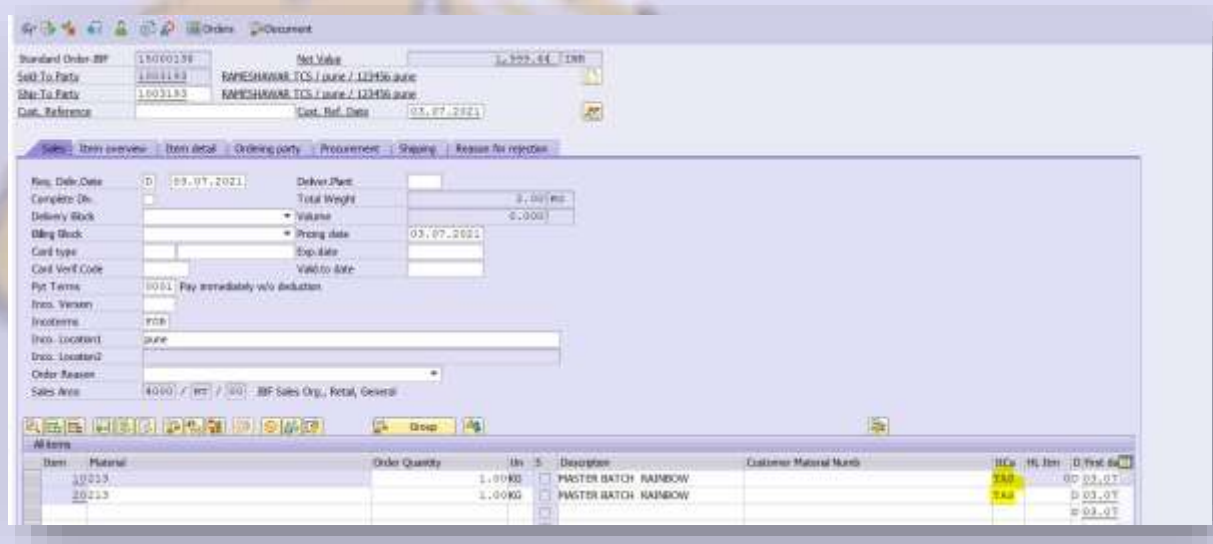 Orders Document
Standard Order-JBF 15000138 Net Value 1,999.44 INR
Sold-To Party 1003193 RAMESHAWAR TCS / pune / 123456 pune
Ship-To Party 1003193 RAMESHAWAR TCS / pune / 123456 pune
Cust. Reference Cust. Ref. Date 03.07.2021
Sales Item overview Item detail Ordering party Procurement Shipping Reason for rejection
Req. Deliv.Date D 03.07.2021 Deliver.Plant
Complete Dlv. Total Weight 2.00 KG
Delivery Block Volume 0.000
Billing Block Pricing date 03.07.2021
Card type Exp.date
Card Verif.Code Valid.to date
Pyt Terms 0001 Pay immediately w/o deduction
Inco. Version
Incoterms FOB
Inco. Location1 pune
Inco. Location2
Order Reason
Sales Area 4000 / RT / 00 JBF Sales Org., Retail, General
Group
All items
Item Material Order Quantity Un S Description Customer Material Numb ItCa HL Itm D First da
10 213 1.00 KG MASTER BATCH RAINBOW 0 D 03.07
20 213 1.00 KG MASTER BATCH RAINBOW D 03.07
D 03.07